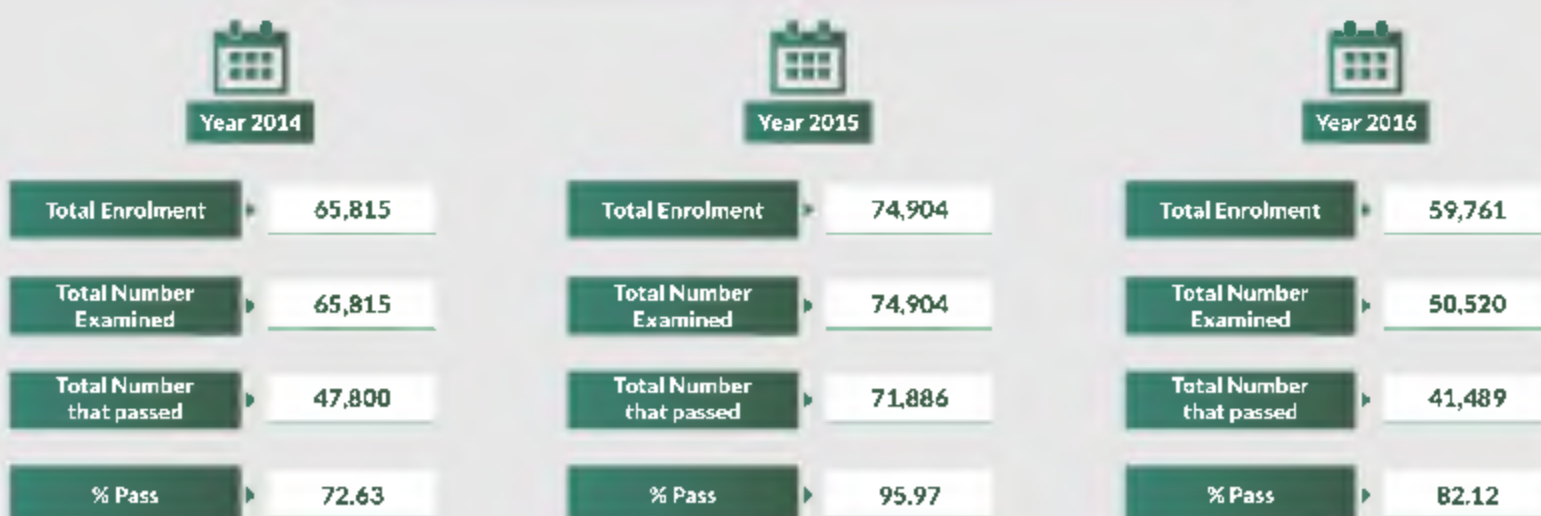 Year 2014
Year 2015
Year 2016
Total Enrolment
65,815
Total Enrolment
74,904
Total Enrolment
59,761
Total Number
Examined
65,815
Total Number
Examined
74,904
Total Number
Examined
50,520
Total Number
that passed
47,800
Total Number
that passed
71,886
Total Number
that passed
41,489
% Pass
72.63
% Pass
95.97
% Pass
82.12